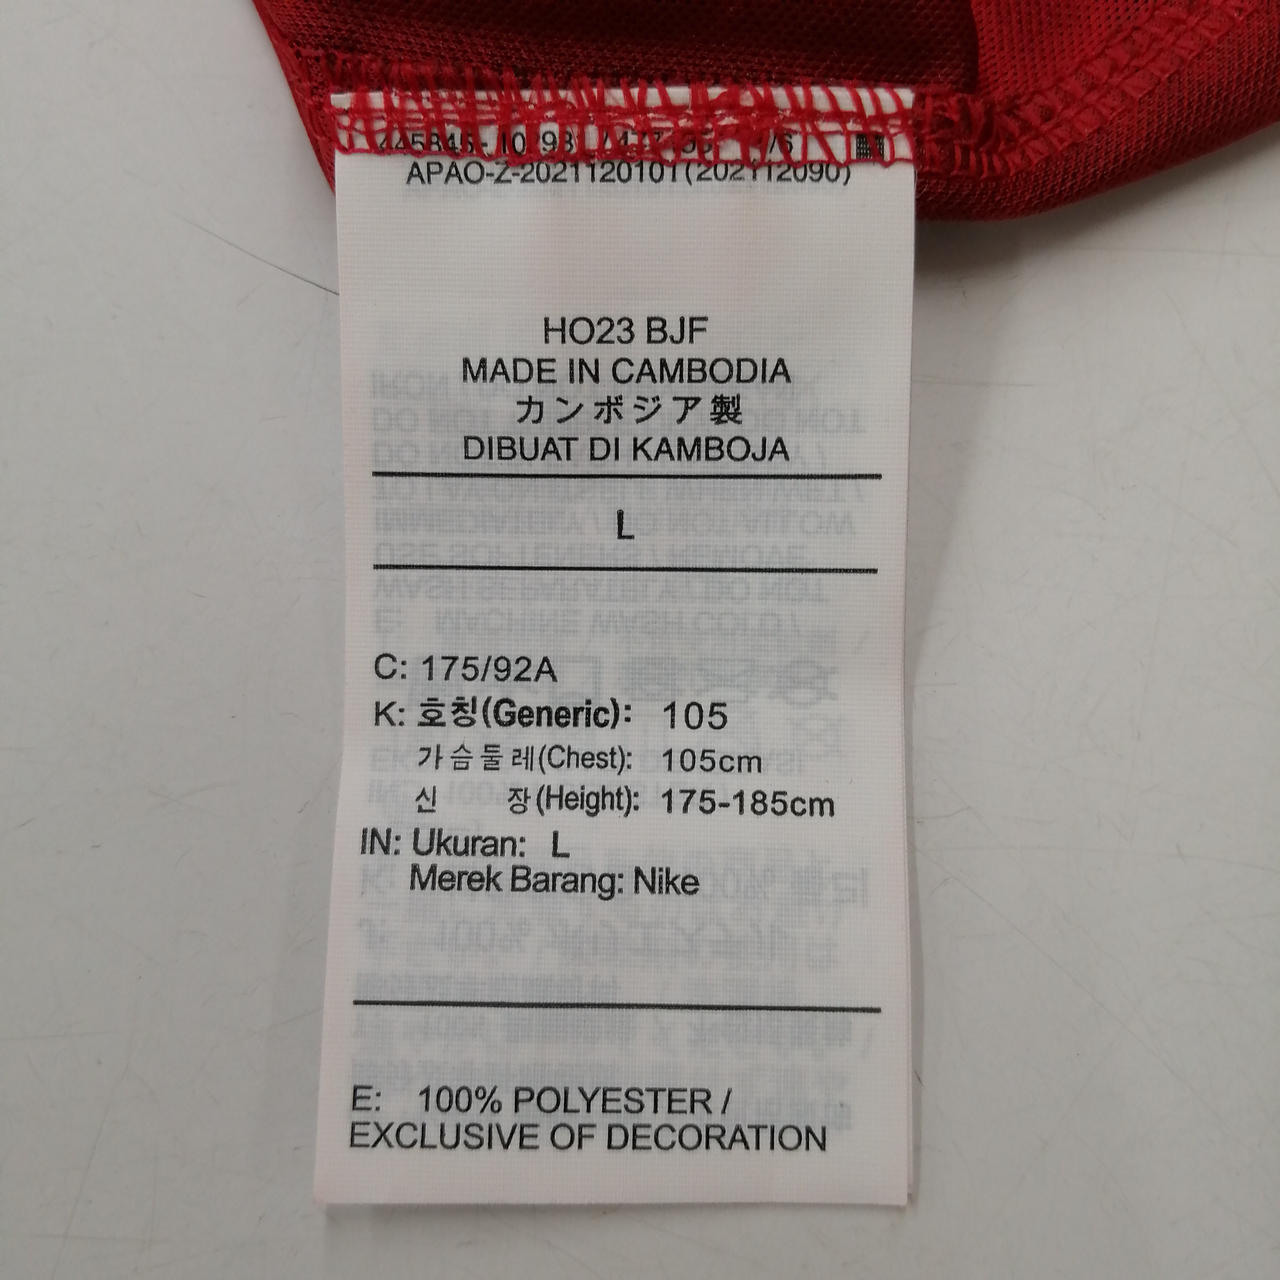 APAO-Z-2021120101(202112090)
HO23 BJF
MADE IN CAMBODIA
カンボジア製
DIBUAT DI KAMBOJA
L
C: 175/92A
K: 호칭(Generic): 105
가슴둘레(Chest): 105cm
신 장(Height): 175-185cm
IN: Ukuran: L
Merek Barang: Nike
E: 100% POLYESTER /
EXCLUSIVE OF DECORATION